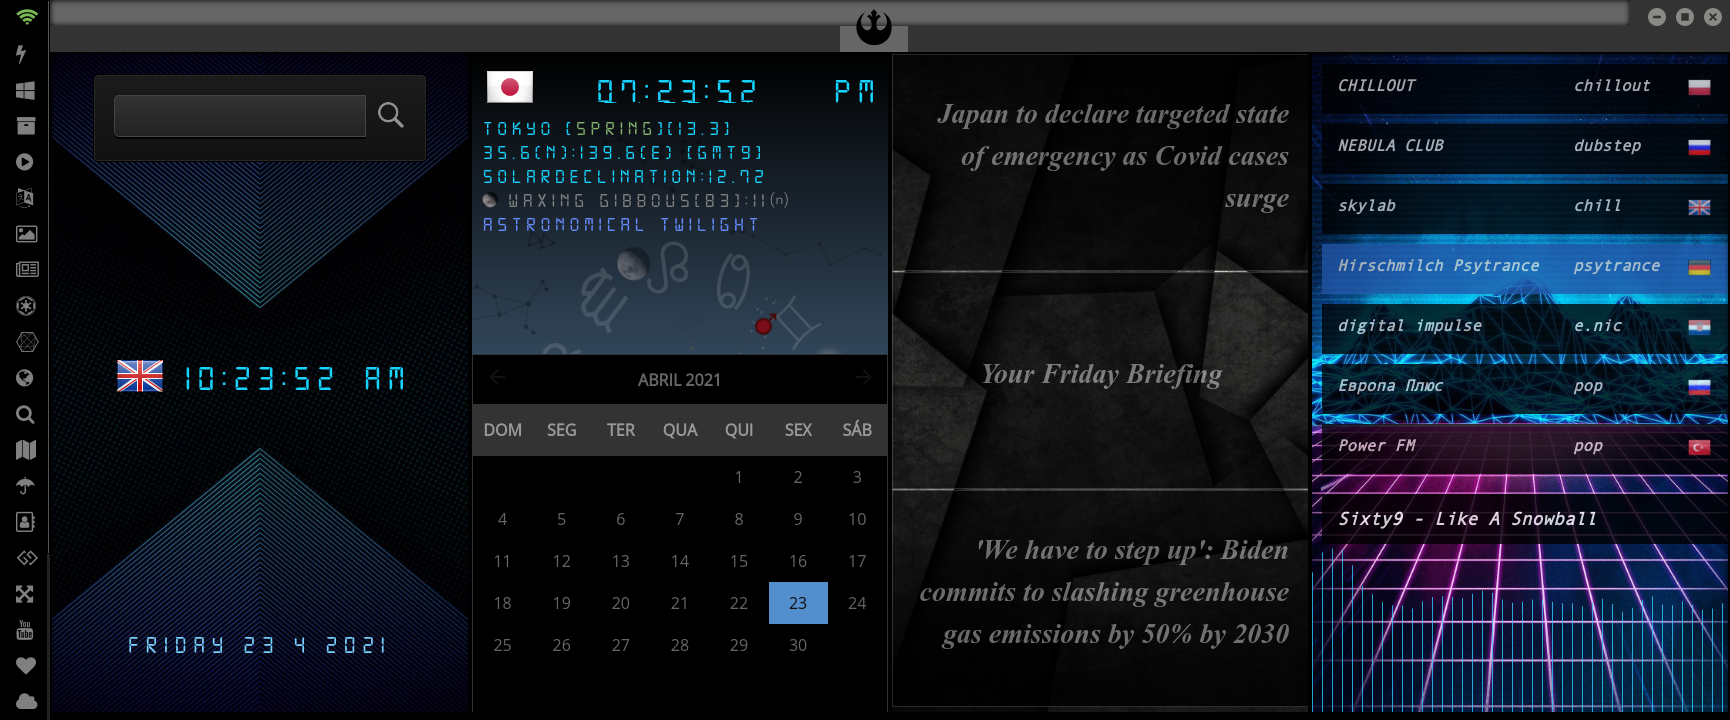 07:23:52 PM
TOKYO [SPRING][13.3]
35.6(N):139.6(E) [GMT9]
SOLARDECLINATION:12.72
WAXING GIBBOUS[83]:11(n)
ASTRONOMICAL TWILIGHT
10:23:52 AM
FRIDAY 23 4 2021
ABRIL 2021
DOM SEG TER QUA QUI SEX SÁB
1 2 3
4 5 6 7 8 9 10
11 12 13 14 15 16 17
18 19 20 21 22 23 24
25 26 27 28 29 30
Japan to declare targeted state
of emergency as Covid cases
surge
Your Friday Briefing
'We have to step up': Biden
commits to slashing greenhouse
gas emissions by 50% by 2030
CHILLOUT chillout
NEBULA CLUB dubstep
skylab chill
Hirschmilch Psytrance psytrance
digital impulse e.nic
Европа Плюс pop
Power FM pop
Sixty9 - Like A Snowball
You
Tube